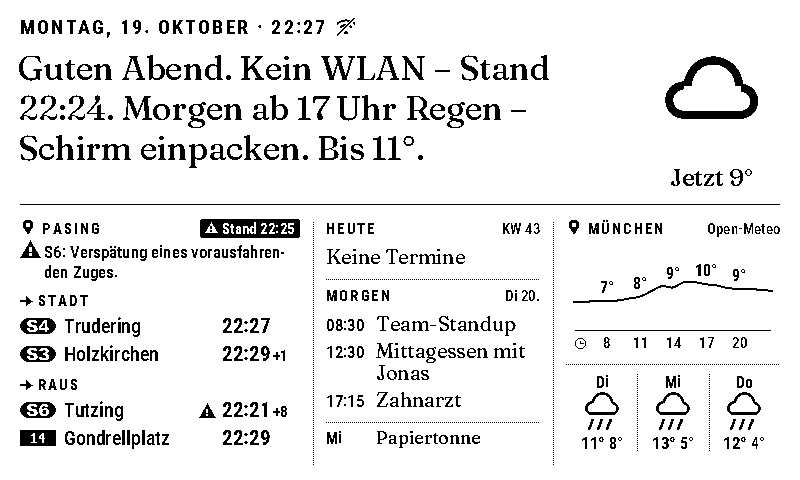 MONTAG, 19. OKTOBER · 22:27
Guten Abend. Kein WLAN – Stand
22:24. Morgen ab 17 Uhr Regen –
Schirm einpacken. Bis 11°.
Jetzt 9°
PASING Stand 22:25
S6: Verspätung eines vorausfahren-
den Zuges.
→ STADT
S4 Trudering 22:27
S3 Holzkirchen 22:29 +1
→ RAUS
S6 Tutzing 22:21 +8
14 Gondrellplatz 22:29
HEUTE KW 43
Keine Termine
MORGEN Di 20.
08:30 Team-Standup
12:30 Mittagessen mit
Jonas
17:15 Zahnarzt
Mi Papiertonne
MÜNCHEN Open-Meteo
7° 8° 9° 10° 9°
8 11 14 17 20
Di Mi Do
11° 8° 13° 5° 12° 4°